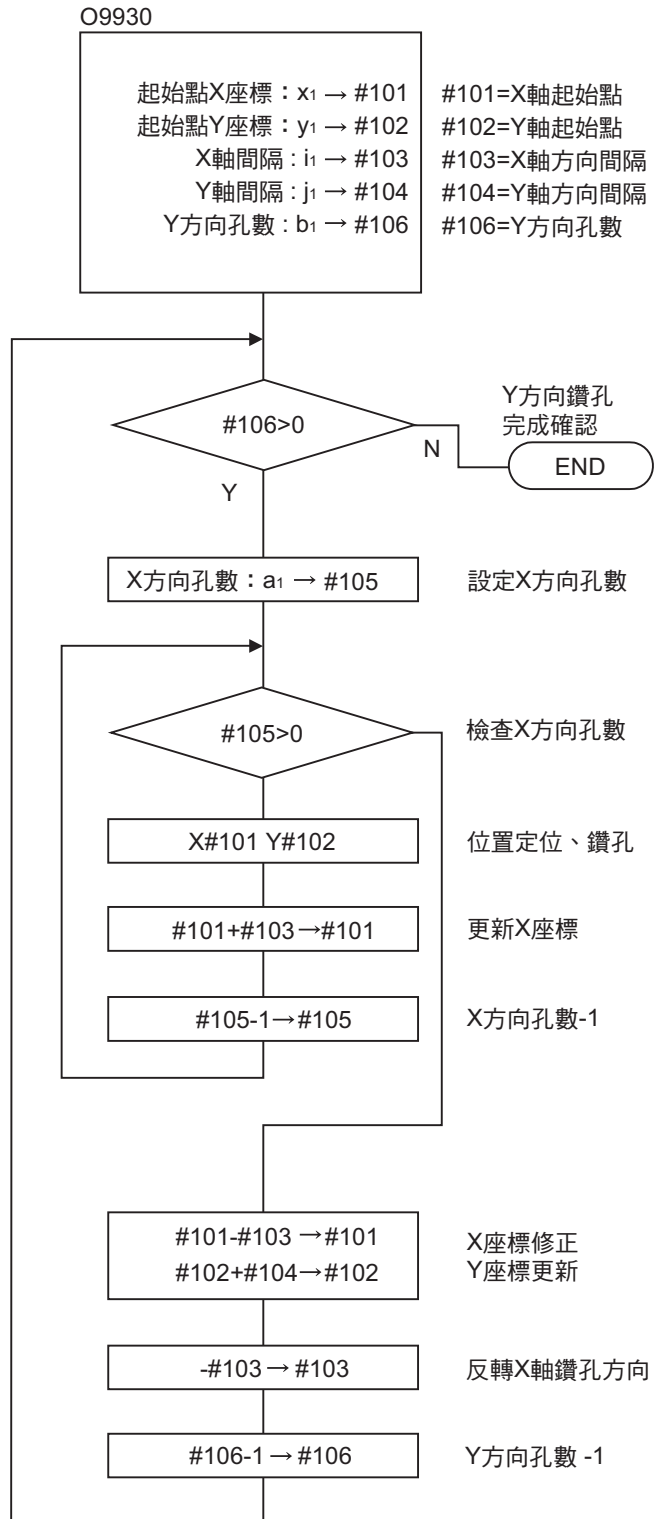 O9930
起始點X座標：x₁ → #101 #101=X軸起始點
起始點Y座標：y₁ → #102 #102=Y軸起始點
X軸間隔 : i₁ → #103 #103=X軸方向間隔
Y軸間隔 : j₁ → #104 #104=Y軸方向間隔
Y方向孔數 : b₁ → #106 #106=Y方向孔數
Y方向鑽孔
完成確認
#106>0
N
END
Y
X方向孔數：a₁ → #105 設定X方向孔數
#105>0 檢查X方向孔數
X#101 Y#102 位置定位、鑽孔
#101+#103→#101 更新X座標
#105-1→#105 X方向孔數-1
#101-#103 →#101 X座標修正
#102+#104→#102 Y座標更新
-#103→ #103 反轉X軸鑽孔方向
#106-1 → #106 Y方向孔數 -1